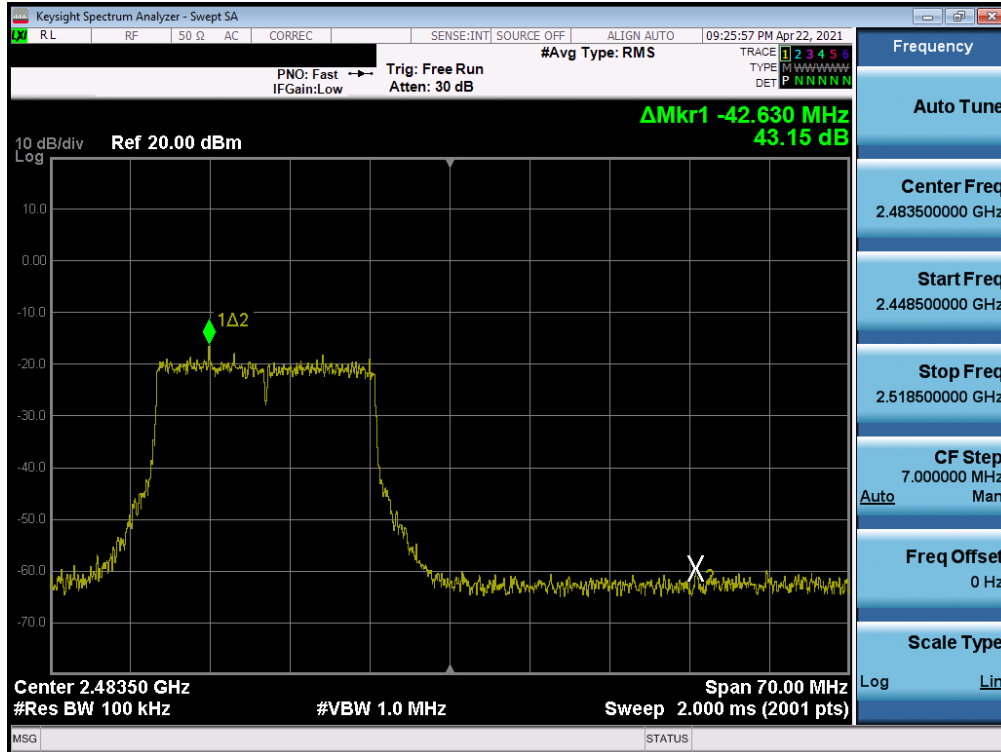 Keysight Spectrum Analyzer - Swept SA
LXI RL RF 50 Ω AC CORREC SENSE:INT SOURCE OFF ALIGN AUTO 09:25:57 PM Apr 22, 2021
#Avg Type: RMS
TRACE 1 2 3 4 5 6
TYPE M W W W W W
DET P N N N N N
PNO: Fast
IFGain:Low
Trig: Free Run
Atten: 30 dB
ΔMkr1 -42.630 MHz
43.15 dB
10 dB/div Ref 20.00 dBm
Log
10.0
0.00
-10.0
-20.0
-30.0
-40.0
-50.0
-60.0
-70.0
1Δ2
X2
Center 2.48350 GHz Span 70.00 MHz
#Res BW 100 kHz #VBW 1.0 MHz Sweep 2.000 ms (2001 pts)
MSG STATUS
Frequency
Auto Tune
Center Freq
2.483500000 GHz
Start Freq
2.448500000 GHz
Stop Freq
2.518500000 GHz
CF Step
7.000000 MHz
Auto Man
Freq Offset
0 Hz
Scale Type
Log Lin